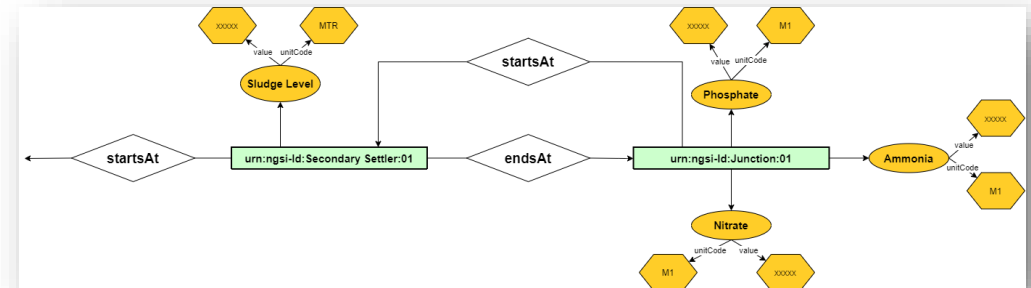 xxxxx
MTR
value
unitCode
Sludge Level
startsAt
xxxxx
M1
value
unitCode
Phosphate
startsAt
urn:ngsi-ld:Secondary Settler:01
endsAt
urn:ngsi-ld:Junction:01
Ammonia
xxxxx
value
unitCode
M1
Nitrate
unitCode
value
M1
xxxxx